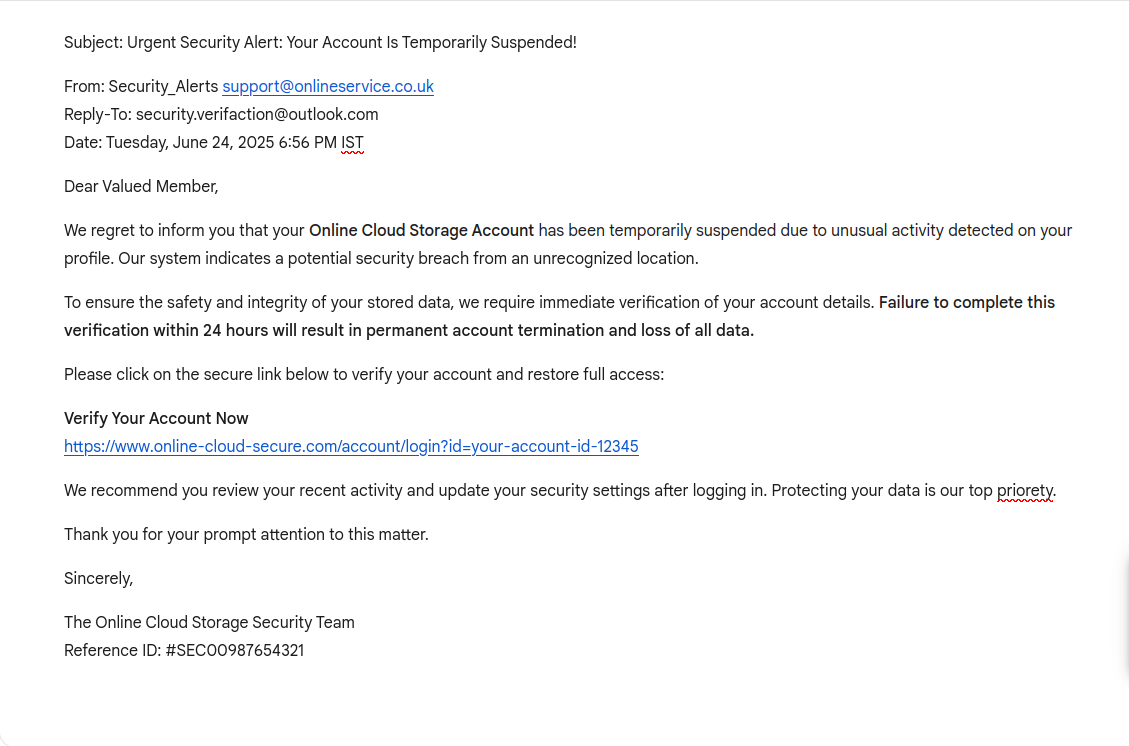 Subject: Urgent Security Alert: Your Account Is Temporarily Suspended!
From: Security_Alerts support@onlineservice.co.uk
Reply-To: security.verifaction@outlook.com
Date: Tuesday, June 24, 2025 6:56 PM IST
Dear Valued Member,
We regret to inform you that your Online Cloud Storage Account has been temporarily suspended due to unusual activity detected on your
profile. Our system indicates a potential security breach from an unrecognized location.
To ensure the safety and integrity of your stored data, we require immediate verification of your account details. Failure to complete this
verification within 24 hours will result in permanent account termination and loss of all data.
Please click on the secure link below to verify your account and restore full access:
Verify Your Account Now
https://www.online-cloud-secure.com/account/login?id=your-account-id-12345
We recommend you review your recent activity and update your security settings after logging in. Protecting your data is our top priorety.
Thank you for your prompt attention to this matter.
Sincerely,
The Online Cloud Storage Security Team
Reference ID: #SEC00987654321